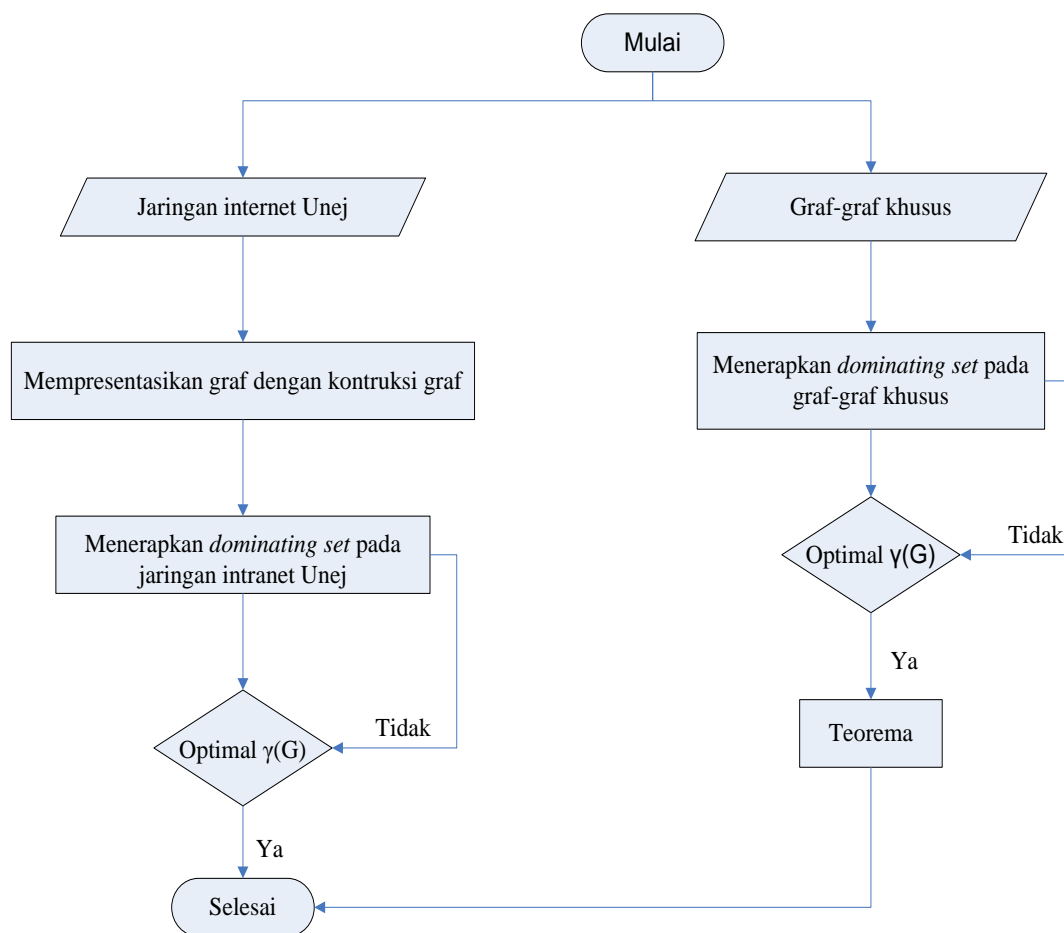 Mulai
Jaringan internet Unej
Graf-graf khusus
Mempresentasikan graf dengan kontruksi graf
Menerapkan dominating set pada
graf-graf khusus
Menerapkan dominating set pada
jaringan intranet Unej
Optimal γ(G)
Tidak
Ya
Teorema
Optimal γ(G)
Tidak
Ya
Selesai